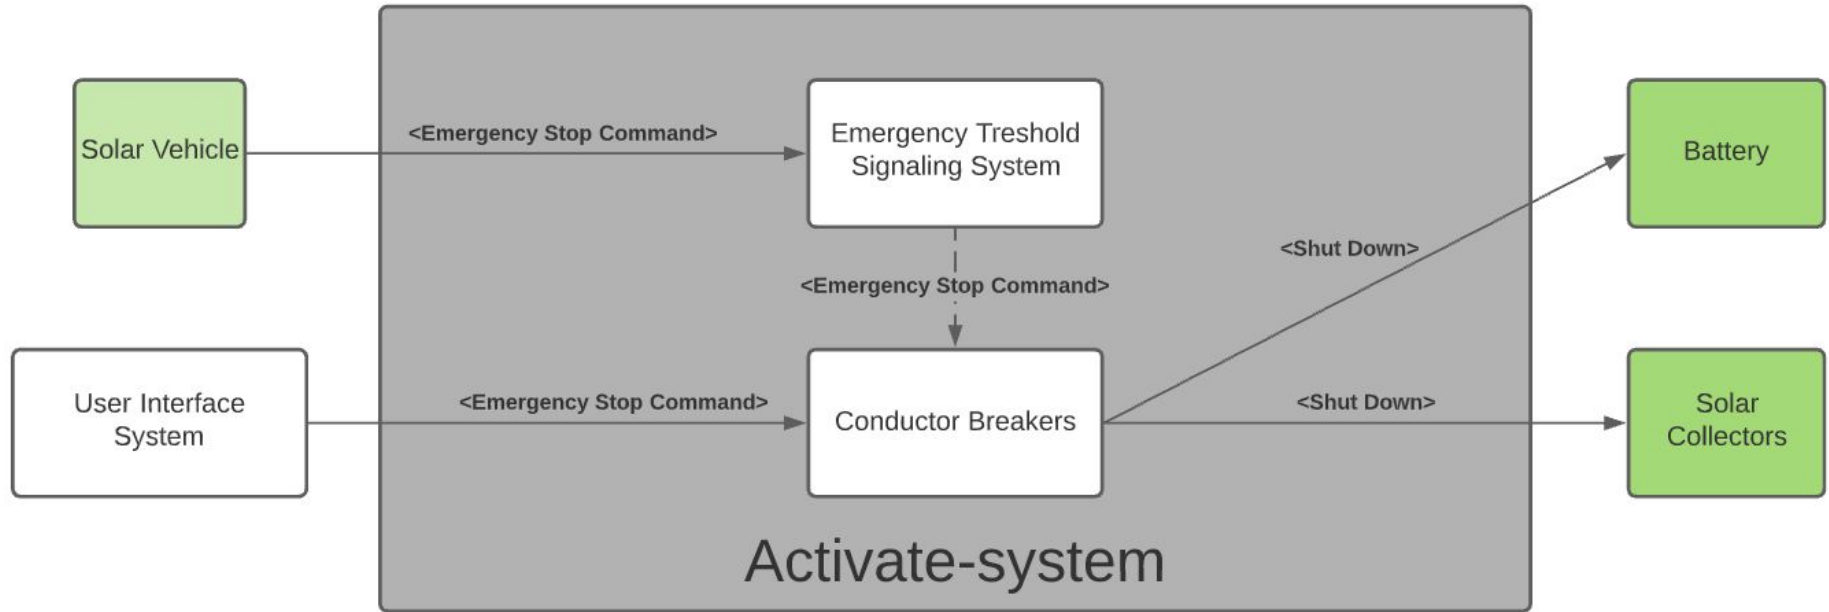 Solar Vehicle
<Emergency Stop Command>
Emergency Treshold
Signaling System
Battery
<Shut Down>
<Emergency Stop Command>
User Interface
System
<Emergency Stop Command>
Conductor Breakers
<Shut Down>
Solar
Collectors
Activate-system